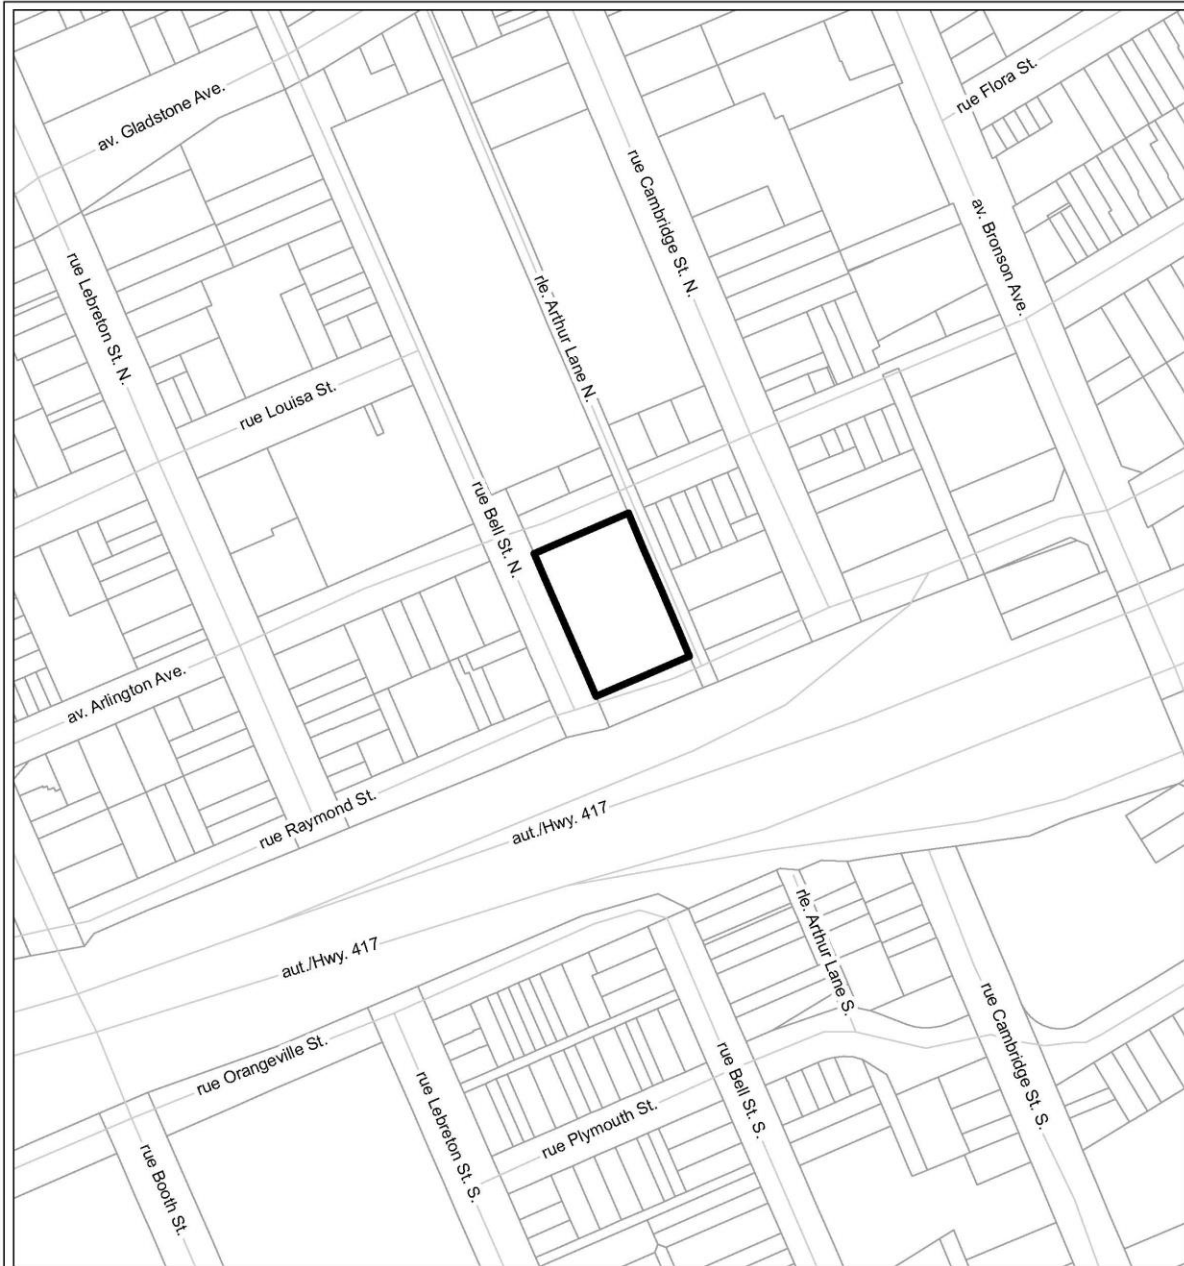 av. Gladstone Ave.
rue Flora St.
rue Cambridge St. N.
av. Bronson Ave.
rue Lebreton St. N.
rle. Arthur Lane N.
rue Louisa St.
rue Bell St. N.
av. Arlington Ave.
rue Raymond St.
aut./Hwy. 417
aut./Hwy. 417
rle. Arthur Lane S.
rue Cambridge St. S.
rue Orangeville St.
rue Bell St. S.
rue Lebreton St. S.
rue Plymouth St.
rue Booth St.